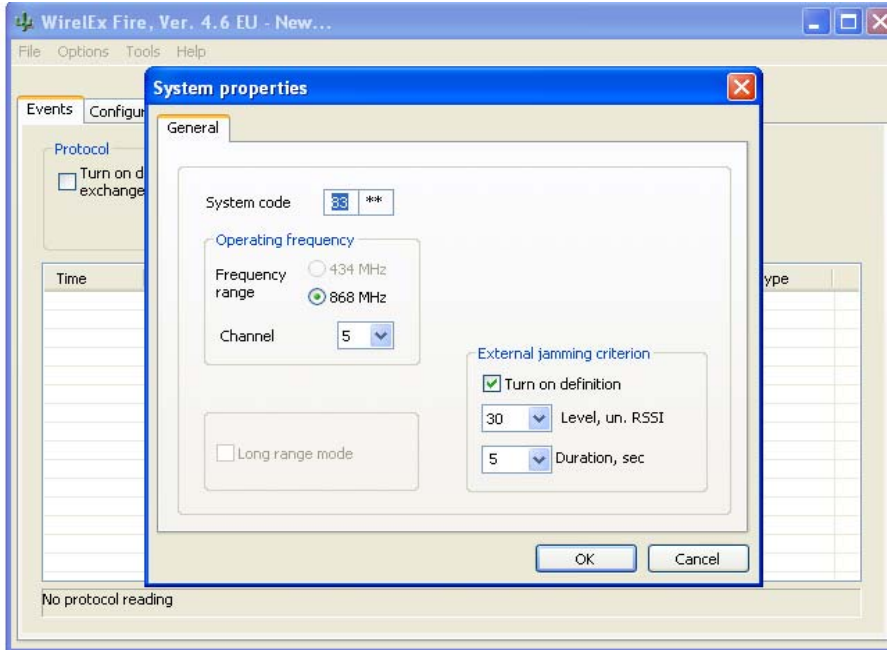 WirelEx Fire, Ver. 4.6 EU - New...
File Options Tools Help
System properties
Events Configur
General
Protocol
Turn on d
exchange
System code 83 **
Operating frequency
Frequency range
434 MHz
868 MHz
Channel 5
External jamming criterion
Turn on definition
30 Level, un. RSSI
5 Duration, sec
Long range mode
Time
ype
OK Cancel
No protocol reading